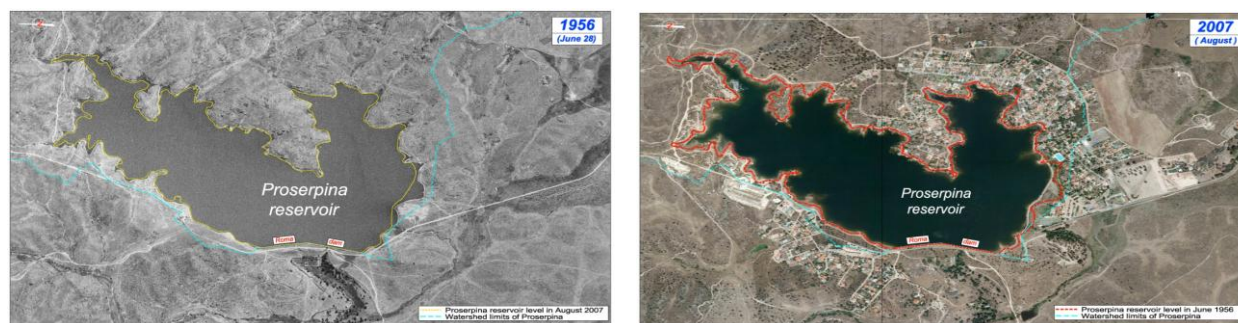 1956
(June 28)
Proserpina
reservoir
Roma dam
Proserpina reservoir level in August 2007
Watershed limits of Proserpina
2007
( August )
Proserpina
reservoir
Roma dam
Proserpina reservoir level in June 1956
Watershed limits of Proserpina